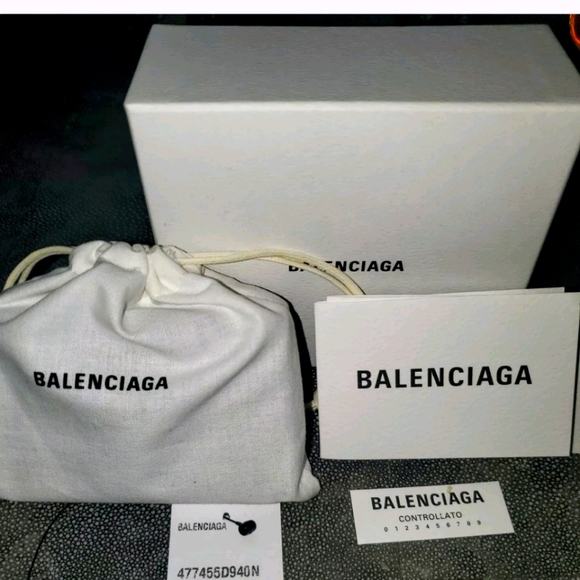 BALENCIAGA
BALENCIAGA
BALENCIAGA
BALENCIAGA
CONTROLLATO
0 1 2 3 4 5 6 7 8 9
BALENCIAGA
477455D940N